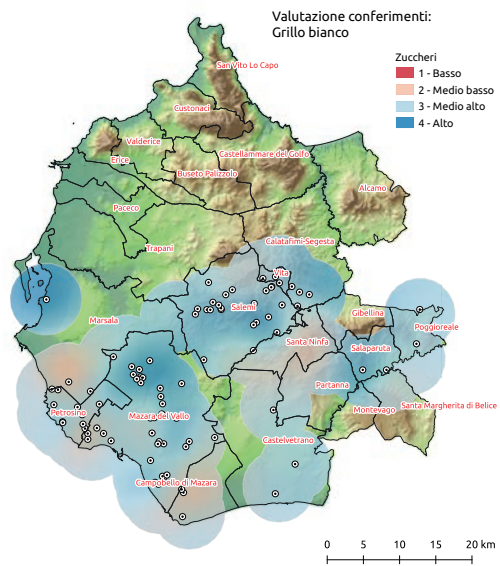 Valutazione conferimenti:
Grillo bianco
Zuccheri
1 - Basso
2 - Medio basso
3 - Medio alto
4 - Alto
San Vito Lo Capo
Custonaci
Valderice
Erice
Castellammare del Golfo
Buseto Palizzolo
Alcamo
Paceco
Trapani
Calatafimi-Segesta
Vita
Salemi
Gibellina
Marsala
Poggioreale
Santa Ninfa
Salaparuta
Partanna
Petrosino
Mazara del Vallo
Montevago
Santa Margherita di Belice
Castelvetrano
Campobello di Mazara
0 5 10 15 20 km